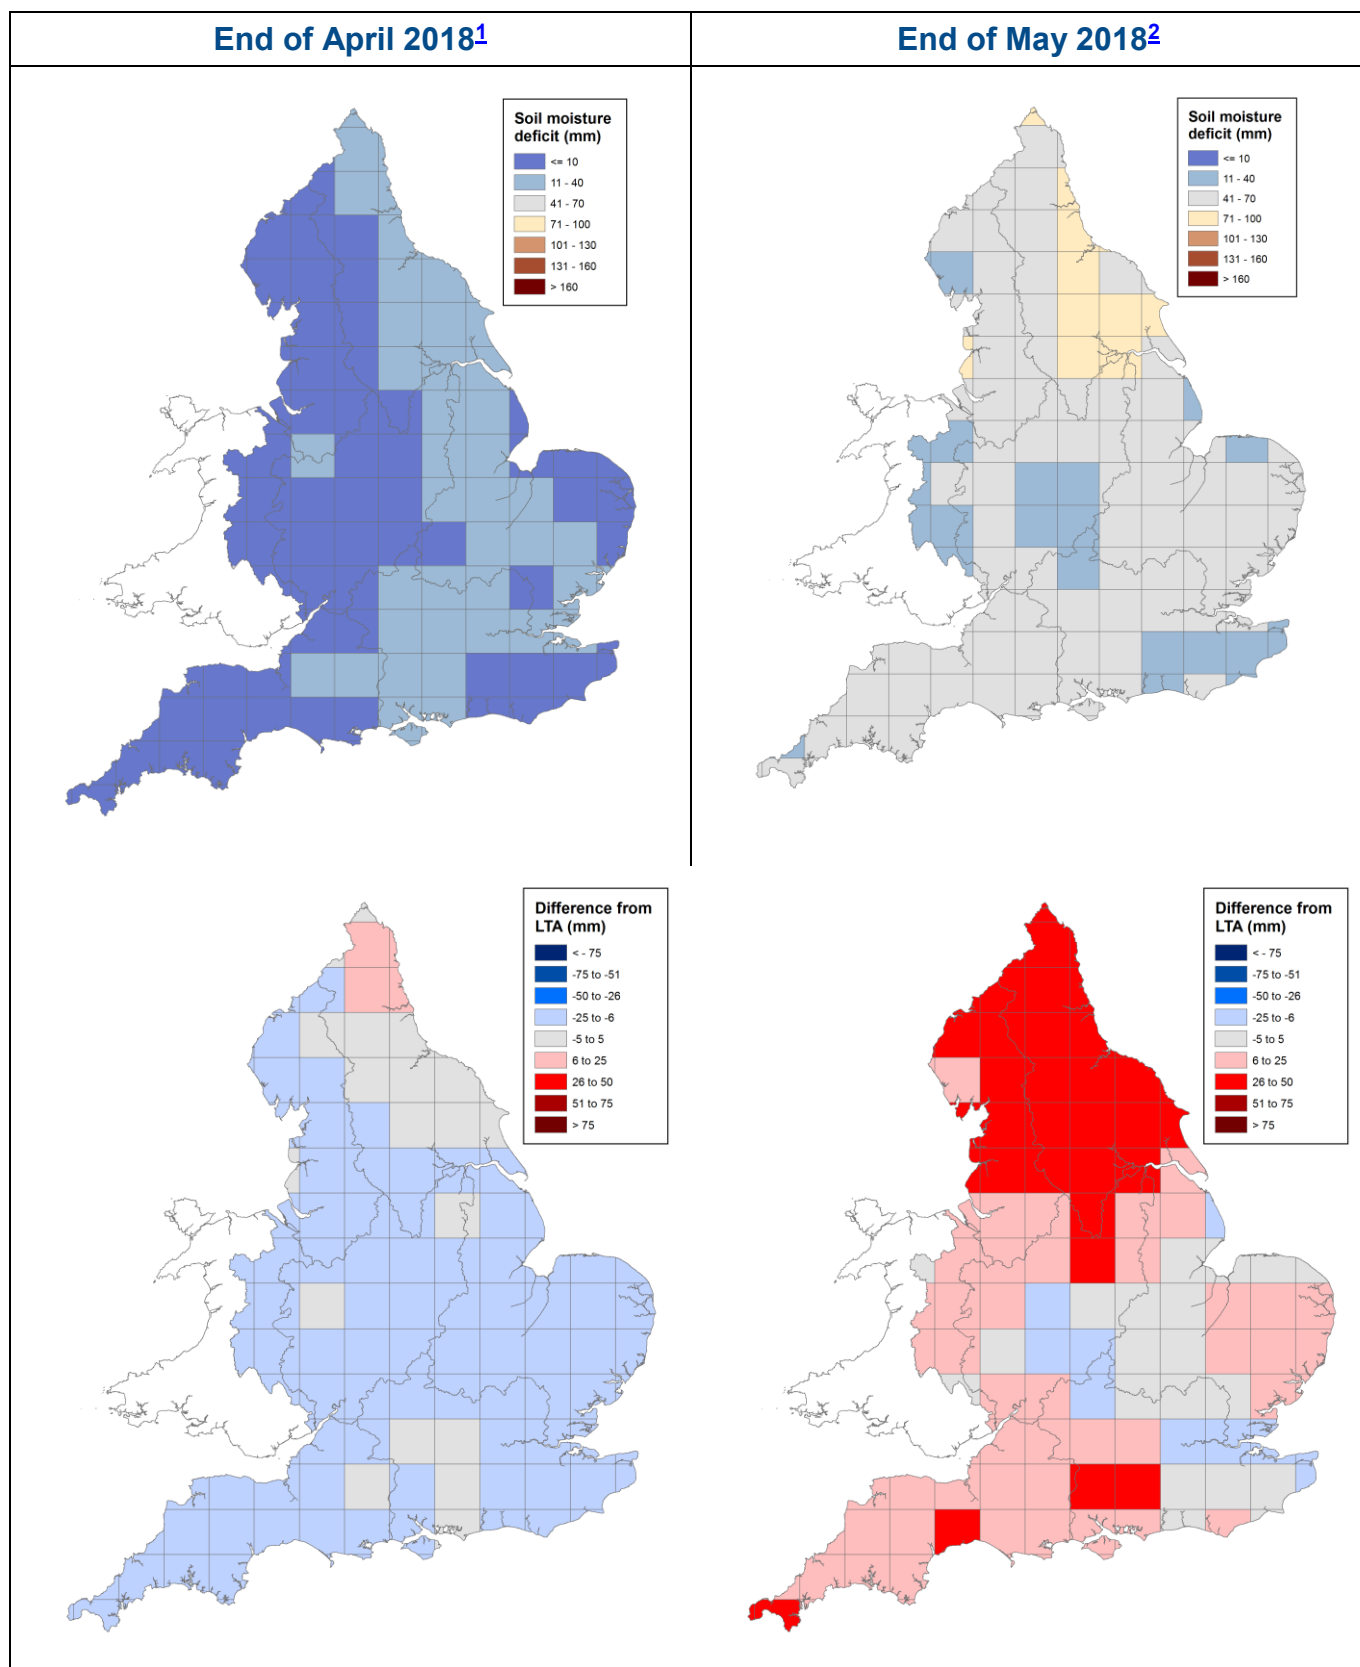 End of April 20181
End of May 20182
Soil moisture
deficit (mm)
<= 10
11 - 40
41 - 70
71 - 100
101 - 130
131 - 160
> 160
Soil moisture
deficit (mm)
<= 10
11 - 40
41 - 70
71 - 100
101 - 130
131 - 160
> 160
Difference from
LTA (mm)
< - 75
-75 to -51
-50 to -26
-25 to -6
-5 to 5
6 to 25
26 to 50
51 to 75
> 75
Difference from
LTA (mm)
< - 75
-75 to -51
-50 to -26
-25 to -6
-5 to 5
6 to 25
26 to 50
51 to 75
> 75